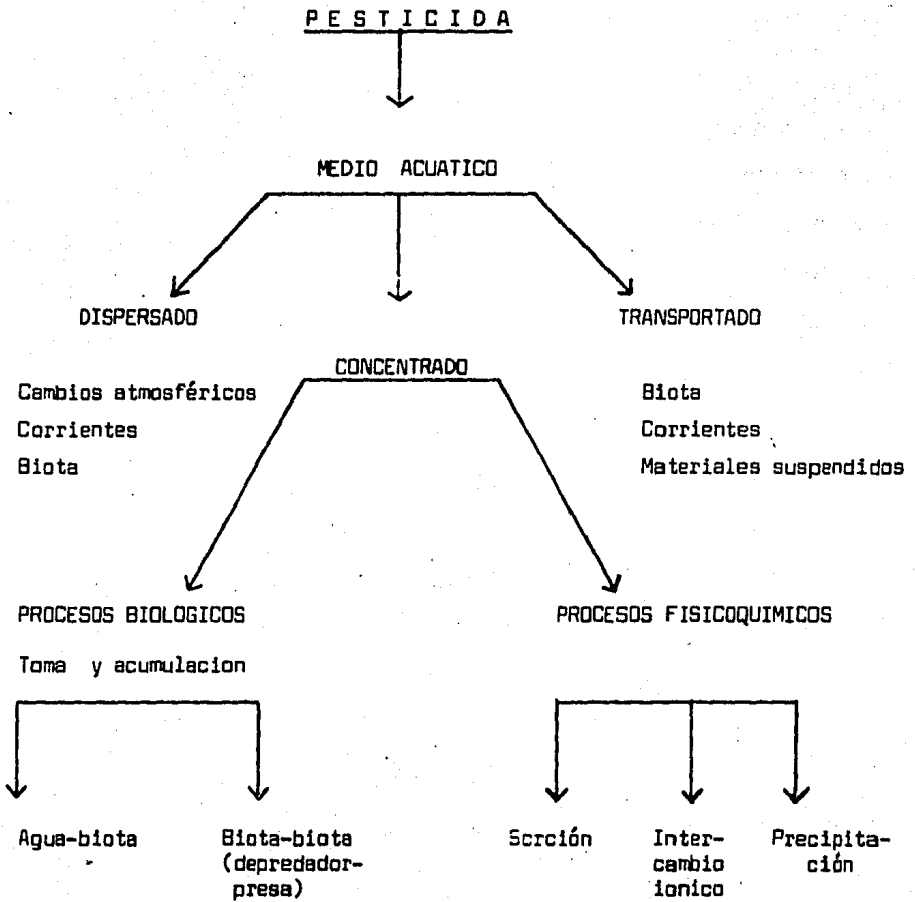 PESTICIDA
MEDIO ACUATICO
DISPERSADO
TRANSPORTADO
CONCENTRADO
Cambios atmosféricos
Corrientes
Biota
Biota
Corrientes
Materiales suspendidos
PROCESOS BIOLOGICOS
PROCESOS FISICOQUIMICOS
Toma y acumulacion
Agua-biota
Biota-biota
(depredador-
presa)
Scrción
Inter-
cambio
ionico
Precipita-
ción